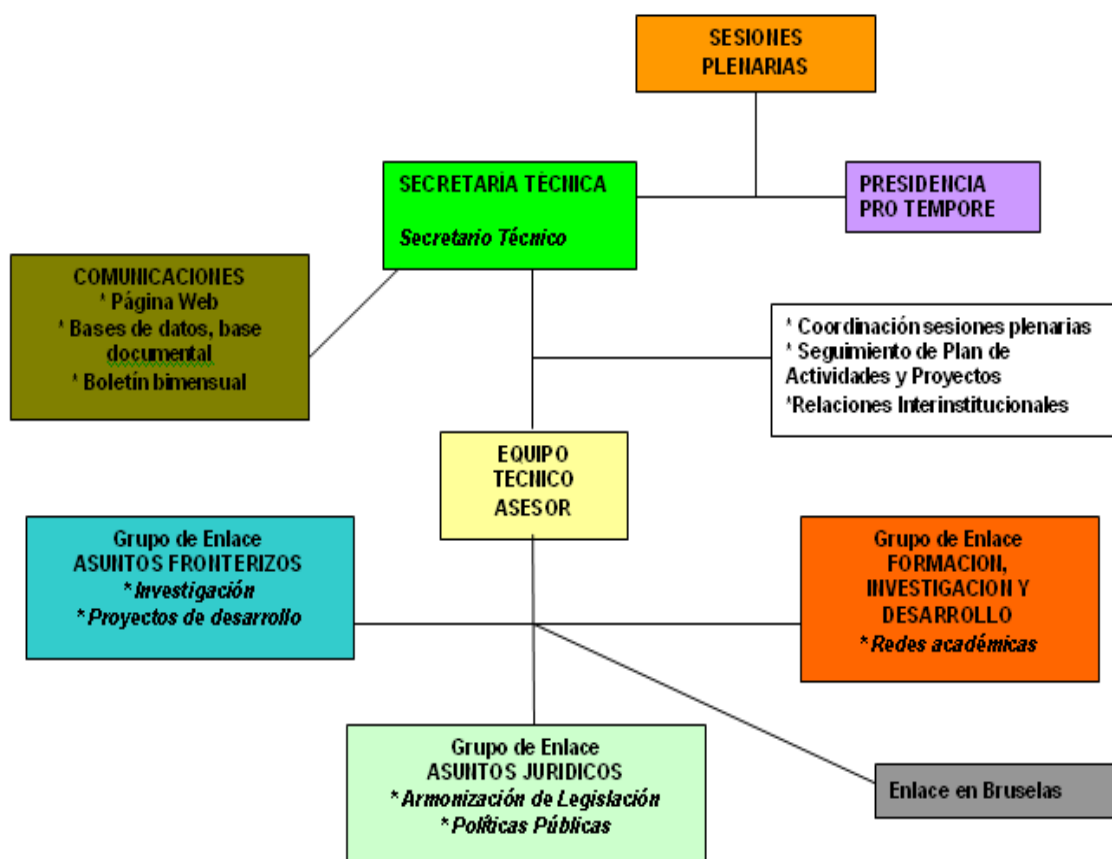 SESIONES
PLENARIAS
SECRETARÍA TÉCNICA
Secretario Técnico
PRESIDENCIA
PRO TEMPORE
COMUNICACIONES
* Página Web
* Bases de datos, base
documental
* Boletín bimensual
* Coordinación sesiones plenarias
* Seguimiento de Plan de
Actividades y Proyectos
*Relaciones Interinstitucionales
EQUIPO
TECNICO
ASESOR
Grupo de Enlace
ASUNTOS FRONTERIZOS
* Investigación
* Proyectos de desarrollo
Grupo de Enlace
FORMACION,
INVESTIGACION Y
DESARROLLO
* Redes académicas
Grupo de Enlace
ASUNTOS JURIDICOS
* Armonización de Legislación
* Políticas Públicas
Enlace en Bruselas